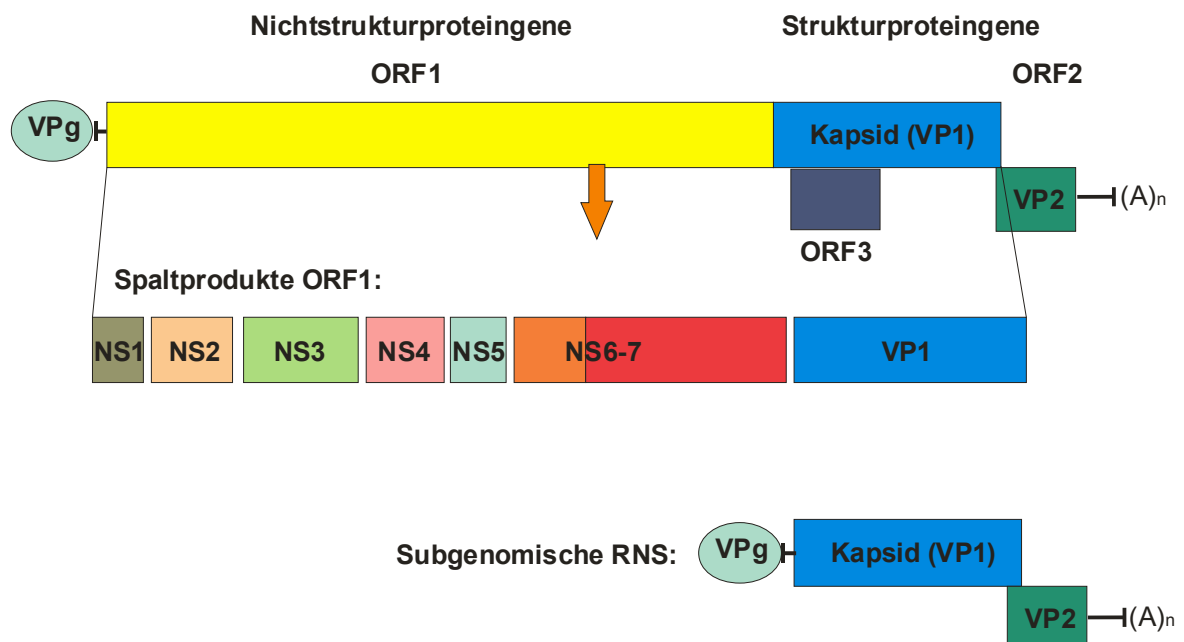 Nichtstrukturproteingene Strukturproteingene
ORF1 ORF2
VPg Kapsid (VP1)
VP2 (A)n
ORF3
Spaltprodukte ORF1:
NS1 NS2 NS3 NS4 NS5 NS6-7 VP1
Subgenomische RNS: VPg Kapsid (VP1)
VP2 (A)n